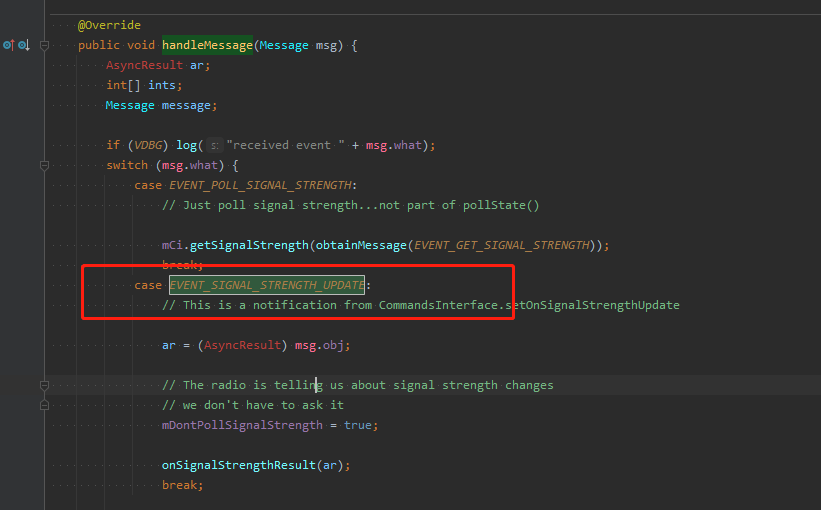 @Override
public void handleMessage(Message msg) {
AsyncResult ar;
int[] ints;
Message message;
if (VDBG) log( s: "received event " + msg.what);
switch (msg.what) {
case EVENT_POLL_SIGNAL_STRENGTH:
// Just poll signal strength...not part of pollState()
mCi.getSignalStrength(obtainMessage(EVENT_GET_SIGNAL_STRENGTH));
break;
case EVENT_SIGNAL_STRENGTH_UPDATE:
// This is a notification from CommandsInterface.setOnSignalStrengthUpdate
ar = (AsyncResult) msg.obj;
// The radio is telling us about signal strength changes
// we don't have to ask it
mDontPollSignalStrength = true;
onSignalStrengthResult(ar);
break;